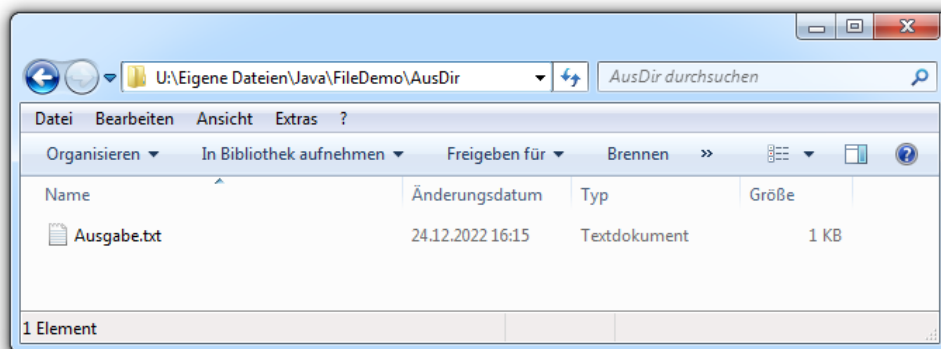 U:\Eigene Dateien\Java\FileDemo\AusDir AusDir durchsuchen
Datei Bearbeiten Ansicht Extras ?
Organisieren In Bibliothek aufnehmen Freigeben für Brennen »
Name Änderungsdatum Typ Größe
Ausgabe.txt 24.12.2022 16:15 Textdokument 1 KB
1 Element